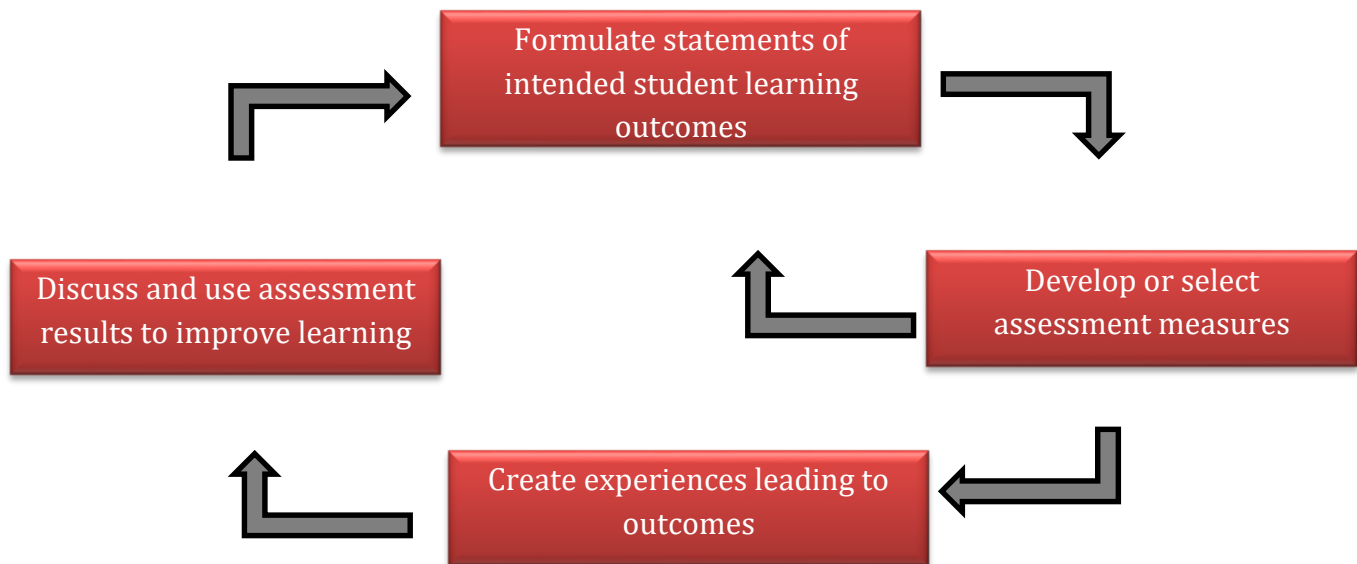 Formulate statements of
intended student learning
outcomes
Discuss and use assessment
results to improve learning
Develop or select
assessment measures
Create experiences leading to
outcomes